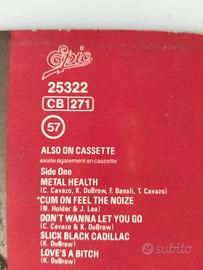 Epic
25322
CB 271
57
ALSO ON CASSETTE
existe également en cassette
Side One
METAL HEALTH
(C. Cavazo, K. DuBrow, F. Banali, T. Cavazo)
*CUM ON FEEL THE NOIZE
(N. Holder & J. Lea)
DON'T WANNA LET YOU GO
(C. Cavazo & K. DuBrow)
SLICK BLACK CADILLAC
(K. DuBrow)
LOVE'S A BITCH
(K. DuBrow)
subito